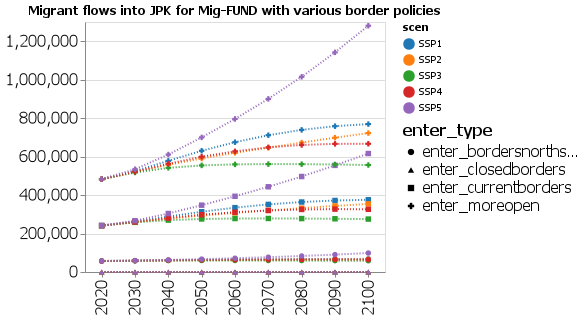 Migrant flows into JPK for Mig-FUND with various border policies
1,200,000
1,000,000
800,000
600,000
400,000
200,000
0
2020
2030
2040
2050
2060
2070
2080
2090
2100
scen
SSP1
SSP2
SSP3
SSP4
SSP5
enter_type
enter_bordersnorths…
enter_closedborders
enter_currentborders
enter_moreopen